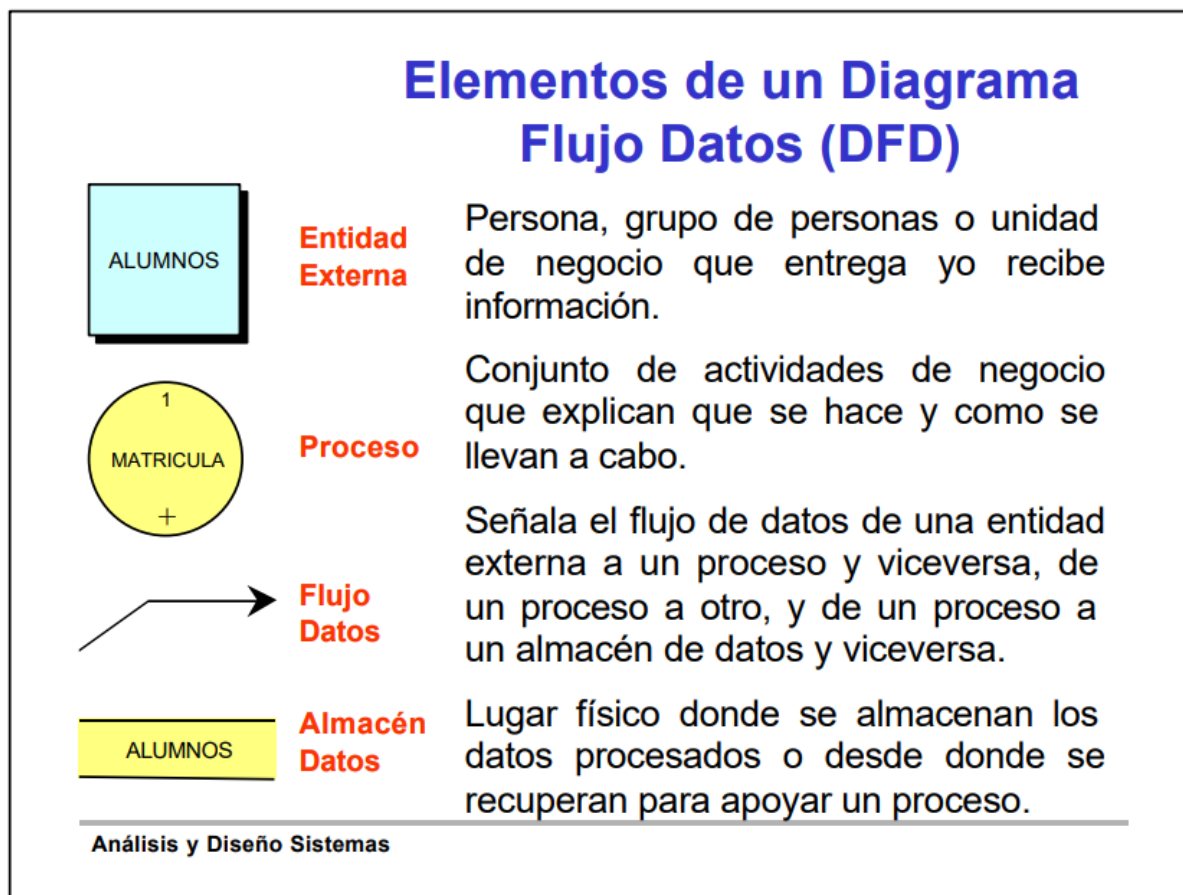 Elementos de un Diagrama
Flujo Datos (DFD)
ALUMNOS
Entidad
Externa
Persona, grupo de personas o unidad
de negocio que entrega yo recibe
información.
1
MATRICULA
+
Proceso
Conjunto de actividades de negocio
que explican que se hace y como se
llevan a cabo.
Flujo
Datos
Señala el flujo de datos de una entidad
externa a un proceso y viceversa, de
un proceso a otro, y de un proceso a
un almacén de datos y viceversa.
ALUMNOS
Almacén
Datos
Lugar físico donde se almacenan los
datos procesados o desde donde se
recuperan para apoyar un proceso.
Análisis y Diseño Sistemas